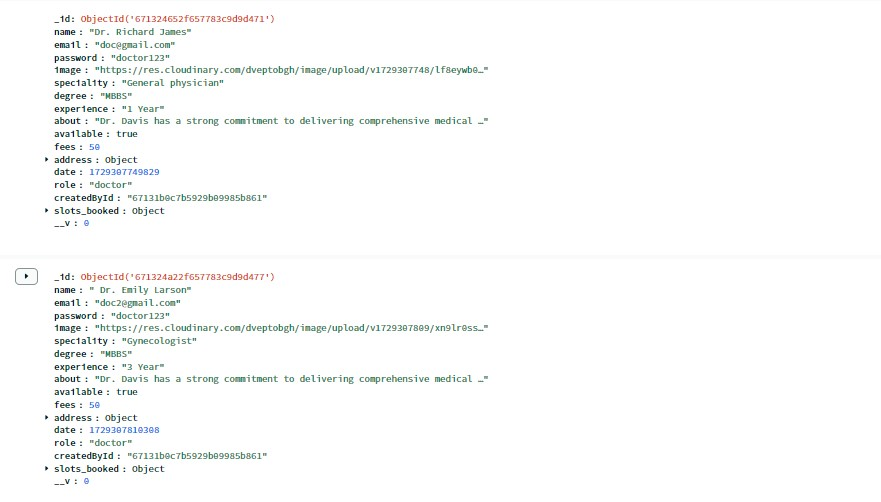 _id: ObjectId('671324652f657783c9d9d471')
name : "Dr. Richard James"
email : "doc@gmail.com"
password : "doctor123"
image : "https://res.cloudinary.com/dveptobgh/image/upload/v1729307748/lf8eywb0…"
speciality : "General physician"
degree : "MBBS"
experience : "1 Year"
about : "Dr. Davis has a strong commitment to delivering comprehensive medical …"
available : true
fees : 50
address : Object
date : 1729307749829
role : "doctor"
createdById : "67131b0c7b5929b09985b861"
slots_booked : Object
__v : 0
_id: ObjectId('671324a22f657783c9d9d477')
name : " Dr. Emily Larson"
email : "doc2@gmail.com"
password : "doctor123"
image : "https://res.cloudinary.com/dveptobgh/image/upload/v1729307809/xn9lr0ss…"
speciality : "Gynecologist"
degree : "MBBS"
experience : "3 Year"
about : "Dr. Davis has a strong commitment to delivering comprehensive medical …"
available : true
fees : 50
address : Object
date : 1729307810308
role : "doctor"
createdById : "67131b0c7b5929b09985b861"
slots_booked : Object
__v : 0